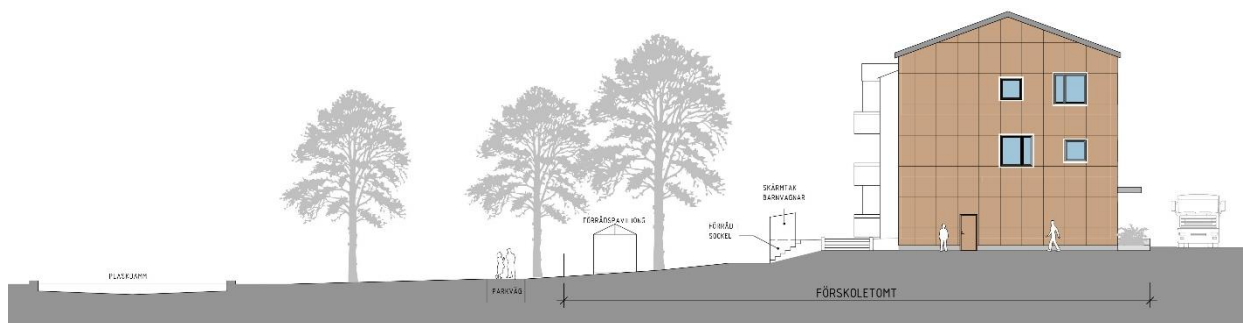 SKÄRMTAK
BARNVAGNAR
FÖRRÅDSPAVILJONG
FÖRRÅD
SOCKEL
PLASKDAMM
PARKVÄG
FÖRSKOLETOMT